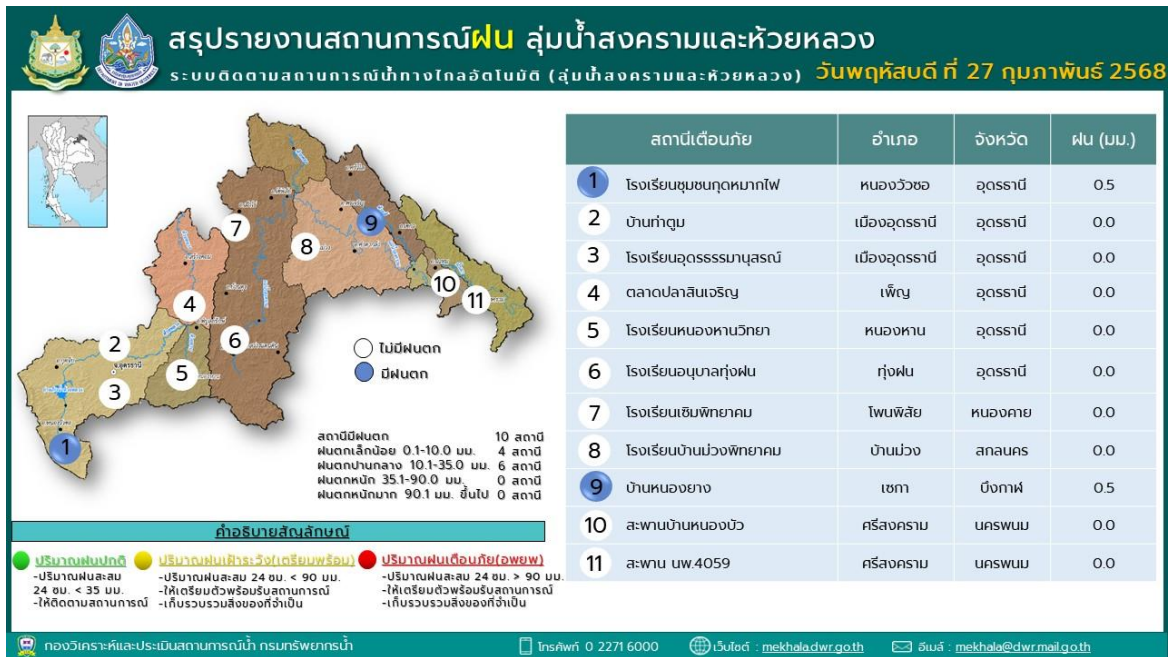 สรุปรายงานสถานการณ์ฝน ลุ่มน้ำสงครามและห้วยหลวง
ระบบติดตามสถานการณ์น้ำทางไกลอัตโนมัติ (ลุ่มน้ำสงครามและห้วยหลวง) วันพฤหัสบดี ที่ 27 กุมภาพันธ์ 2568
สถานีเตือนภัย อำเภอ จังหวัด ฝน (มม.)
1 โรงเรียนชุมชนกุดหมากไฟ หนองวัวซอ อุดรธานี 0.5
2 บ้านท่าตูม เมืองอุดรธานี อุดรธานี 0.0
3 โรงเรียนอุดรธรรมานุสรณ์ เมืองอุดรธานี อุดรธานี 0.0
4 ตลาดปลาสินเจริญ เพ็ญ อุดรธานี 0.0
5 โรงเรียนหนองหานวิทยา หนองหาน อุดรธานี 0.0
6 โรงเรียนอนุบาลทุ่งฝน ทุ่งฝน อุดรธานี 0.0
7 โรงเรียนเซิมพิทยาคม โพนพิสัย หนองคาย 0.0
8 โรงเรียนบ้านม่วงพิทยาคม บ้านม่วง สกลนคร 0.0
9 บ้านหนองยาง เซกา บึงกาฬ 0.5
10 สะพานบ้านหนองบัว ศรีสงคราม นครพนม 0.0
11 สะพาน นพ.4059 ศรีสงคราม นครพนม 0.0
7
9
8
10
11
4
2
6
5
3
1
ไม่มีฝนตก
มีฝนตก
สถานีมีฝนตก 10 สถานี
ฝนตกเล็กน้อย 0.1-10.0 มม. 4 สถานี
ฝนตกปานกลาง 10.1-35.0 มม. 6 สถานี
ฝนตกหนัก 35.1-90.0 มม. 0 สถานี
ฝนตกหนักมาก 90.1 มม. ขึ้นไป 0 สถานี
คำอธิบายสัญลักษณ์
ปริมาณฝนปกติ
-ปริมาณฝนสะสม
24 ชม. < 35 มม.
-ให้ติดตามสถานการณ์
ปริมาณฝนเฝ้าระวัง(เตรียมพร้อม)
-ปริมาณฝนสะสม 24 ชม. < 90 มม.
-ให้เตรียมตัวพร้อมรับสถานการณ์
-เก็บรวบรวมสิ่งของที่จำเป็น
ปริมาณฝนเตือนภัย(อพยพ)
-ปริมาณฝนสะสม 24 ชม. > 90 มม.
-ให้เตรียมตัวพร้อมรับสถานการณ์
-เก็บรวบรวมสิ่งของที่จำเป็น
กองวิเคราะห์และประเมินสถานการณ์น้ำ กรมทรัพยากรน้ำ โทรศัพท์ 0 2271 6000 เว็บไซต์ : mekhala.dwr.go.th อีเมล์ : mekhala@dwr.mail.go.th